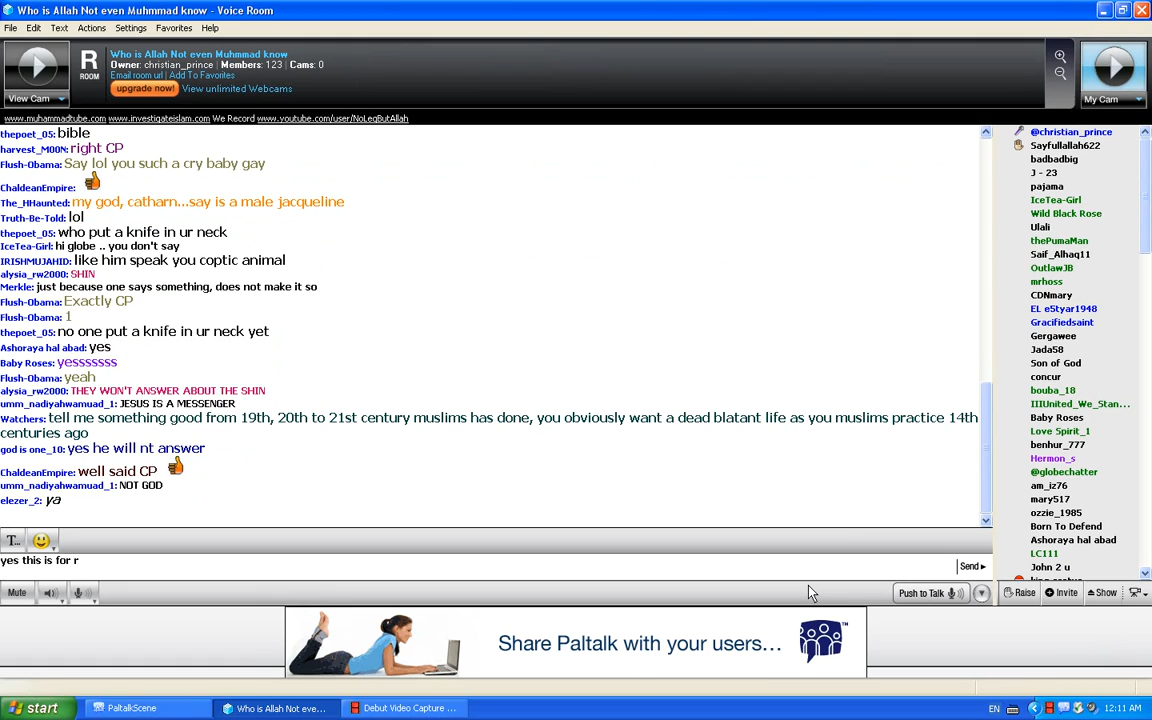 Who is Allah Not even Muhmmad know - Voice Room
File Edit Text Actions Settings Favorites Help
View Cam
R
ROOM
Who is Allah Not even Muhmmad know
Owner: christian_prince | Members: 123 | Cams: 0
Email room url | Add To Favorites
upgrade now! View unlimited Webcams
My Cam
www.muhammadtube.com www.investigateislam.com We Record www.youtube.com/user/NoLegButAllah
thepoet_05: bible
harvest_M00N: right CP
Flush-Obama: Say lol you such a cry baby gay
ChaldeanEmpire:
The_HHaunted: my god, catharn...say is a male jacqueline
Truth-Be-Told: lol
thepoet_05: who put a knife in ur neck
IceTea-Girl: hi globe .. you don't say
IRISHMUJAHID: like him speak you coptic animal
alysia_rw2000: SHIN
Merkle: just because one says something, does not make it so
Flush-Obama: Exactly CP
Flush-Obama: 1
thepoet_05: no one put a knife in ur neck yet
Ashoraya hal abad: yes
Baby Roses: yesssssss
Flush-Obama: yeah
alysia_rw2000: THEY WON'T ANSWER ABOUT THE SHIN
umm_nadiyahwamuad_1: JESUS IS A MESSENGER
Watchers: tell me something good from 19th, 20th to 21st century muslims has done, you obviously want a dead blatant life as you muslims practice 14th
centuries ago
god is one_10: yes he will nt answer
ChaldeanEmpire: well said CP
umm_nadiyahwamuad_1: NOT GOD
elezer_2: ya
@christian_prince
Sayfullallah622
badbadbig
J - 23
pajama
IceTea-Girl
Wild Black Rose
Ulali
thePumaMan
Saif_Alhaq11
OutlawJB
mrhoss
CDNmary
EL e5tyar1948
Gracifiedsaint
Gergawee
Jada58
Son of God
concur
bouba_18
IIIUnited_We_Stan...
Baby Roses
Love Spirit_1
benhur_777
Hermon_s
@globechatter
am_iz76
mary517
ozzie_1985
Born To Defend
Ashoraya hal abad
LC111
John 2 u
T...
yes this is for r
Send
Mute
Push to Talk
Raise Invite Show
Share Paltalk with your users...
start PaltalkScene Who is Allah Not eve... Debut Video Capture ... EN 12:11 AM